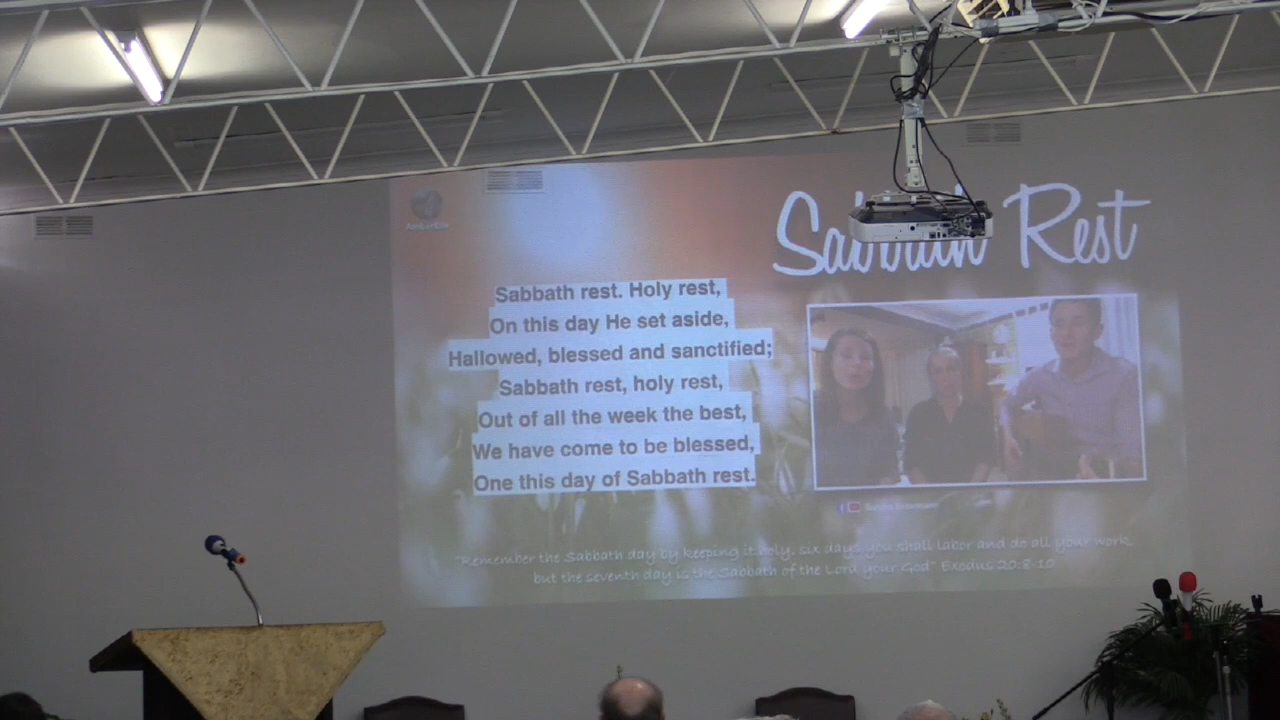 Sabbath Rest
Sabbath rest. Holy rest,
On this day He set aside,
Hallowed, blessed and sanctified;
Sabbath rest, holy rest,
Out of all the week the best,
We have come to be blessed,
One this day of Sabbath rest.
"Remember the Sabbath day by keeping it holy. six days you shall labor and do all your work,
but the seventh day is the Sabbath of the Lord your God" Exodus 20:8-10